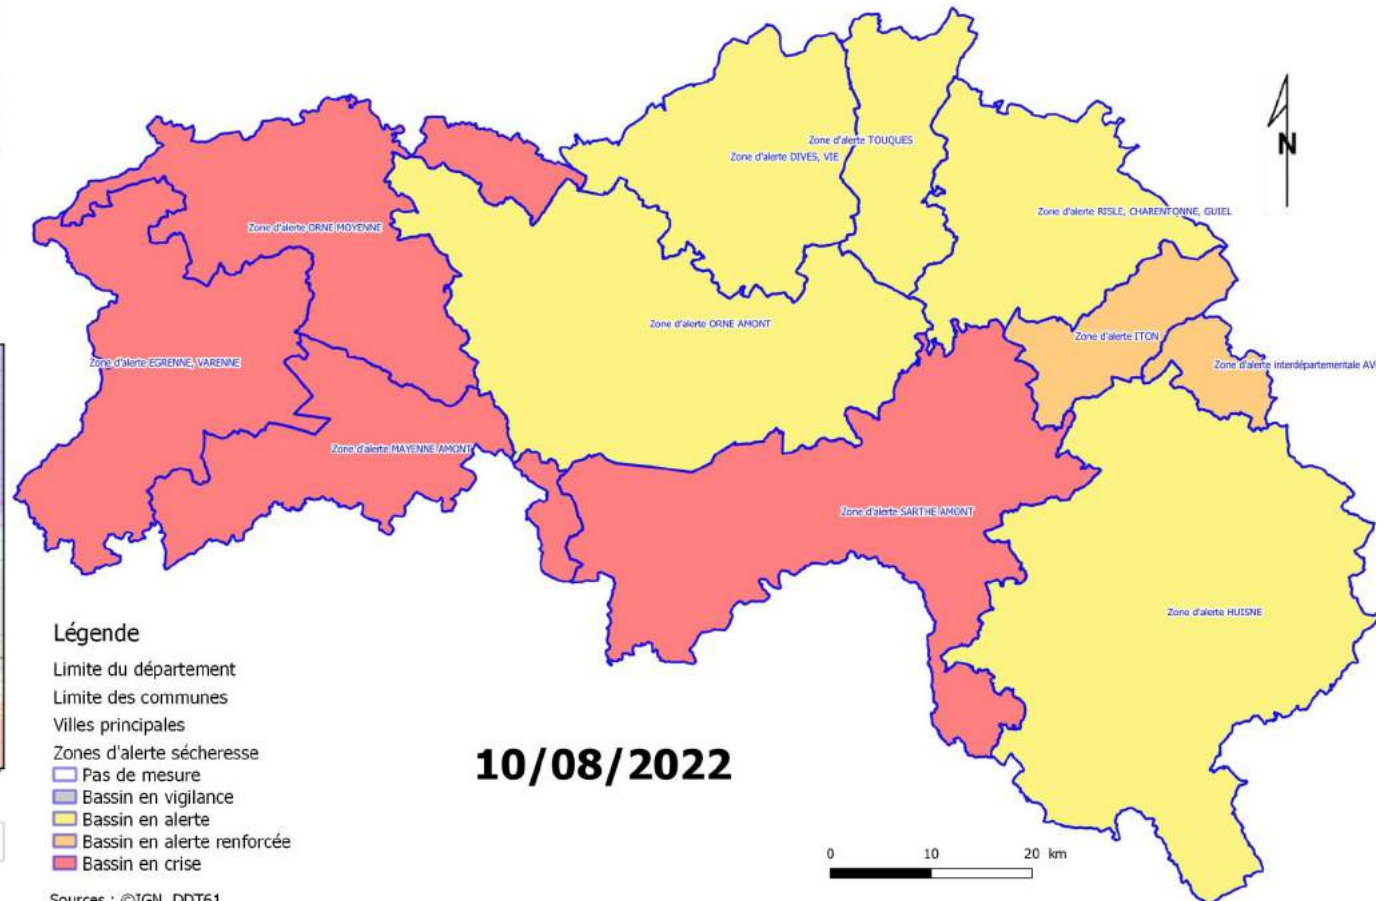 N
Zone d'alerte TOUQUES
Zone d'alerte DIVES, VIE
Zone d'alerte RISLE, CHARENTONNE, GUIEL
Zone d'alerte ORNE MOYENNE
Zone d'alerte ORNE AMONT
Zone d'alerte ITON
Zone d'alerte EGRENNE, VARENNE
Zone d'alerte interdépartementale AV
Zone d'alerte MAYENNE AMONT
Zone d'alerte SARTHE AMONT
Zone d'alerte HUISNE
Légende
Limite du département
Limite des communes
Villes principales
Zones d'alerte sécheresse
Pas de mesure
Bassin en vigilance
Bassin en alerte
Bassin en alerte renforcée
Bassin en crise
10/08/2022
0 10 20 km
Sources : ©IGN, DDT61